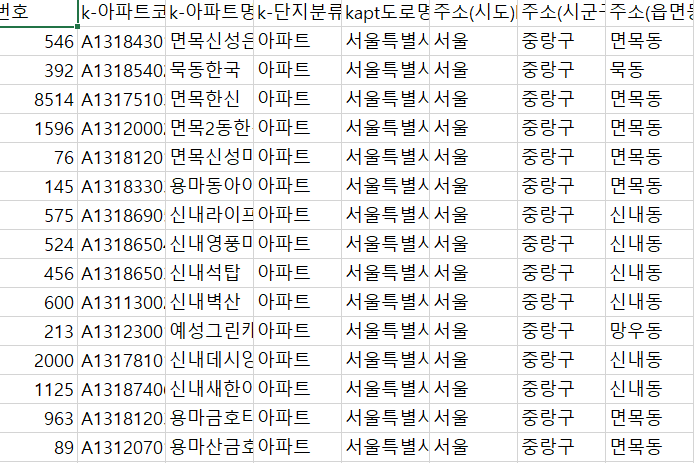 번호 k-아파트코 k-아파트명 k-단지분류 kapt도로명 주소(시도) 주소(시군구 주소(읍면동
546 A1318430 면목신성은 아파트 서울특별시 서울 중랑구 면목동
392 A1318540 묵동한국 아파트 서울특별시 서울 중랑구 묵동
8514 A1317510 면목한신 아파트 서울특별시 서울 중랑구 면목동
1596 A1312000 면목2동한 아파트 서울특별시 서울 중랑구 면목동
76 A1318120 면목신성미 아파트 서울특별시 서울 중랑구 면목동
145 A1318330 용마동아이 아파트 서울특별시 서울 중랑구 면목동
575 A1318690 신내라이프 아파트 서울특별시 서울 중랑구 신내동
524 A1318650 신내영풍마 아파트 서울특별시 서울 중랑구 신내동
456 A1318650 신내석탑 아파트 서울특별시 서울 중랑구 신내동
600 A1311300 신내벽산 아파트 서울특별시 서울 중랑구 신내동
213 A1312300 예성그린캐 아파트 서울특별시 서울 중랑구 망우동
2000 A1317810 신내데시앙 아파트 서울특별시 서울 중랑구 신내동
1125 A1318740 신내새한아 아파트 서울특별시 서울 중랑구 신내동
963 A1318120 용마금호타 아파트 서울특별시 서울 중랑구 면목동
89 A1312070 용마산금호 아파트 서울특별시 서울 중랑구 면목동